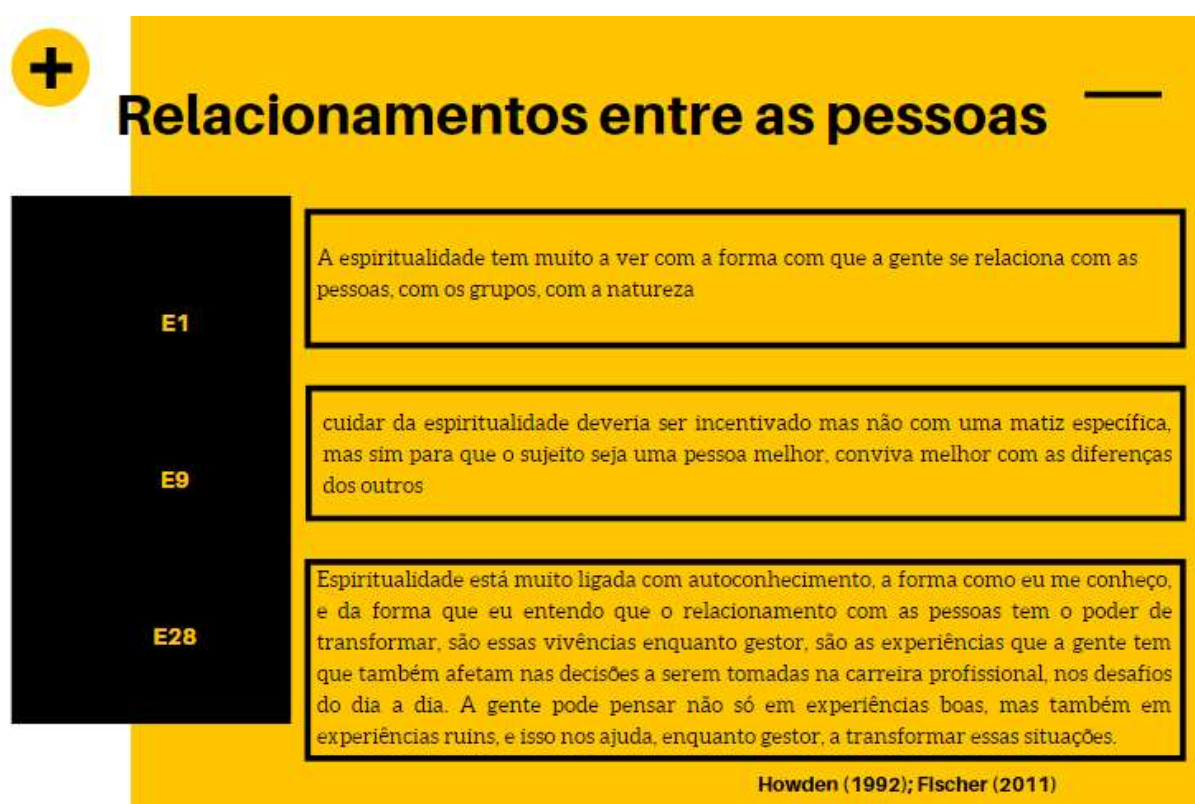 Relacionamentos entre as pessoas
E1
A espiritualidade tem muito a ver com a forma com que a gente se relaciona com as
pessoas, com os grupos, com a natureza
E9
cuidar da espiritualidade deveria ser incentivado mas não com uma matiz específica,
mas sim para que o sujeito seja uma pessoa melhor, conviva melhor com as diferenças
dos outros
E28
Espiritualidade está muito ligada com autoconhecimento, a forma como eu me conheço,
e da forma que eu entendo que o relacionamento com as pessoas tem o poder de
transformar, são essas vivências enquanto gestor, são as experiências que a gente tem
que também afetam nas decisões a serem tomadas na carreira profissional, nos desafios
do dia a dia. A gente pode pensar não só em experiências boas, mas também em
experiências ruins, e isso nos ajuda, enquanto gestor, a transformar essas situações.
Howden (1992); FIscher (2011)